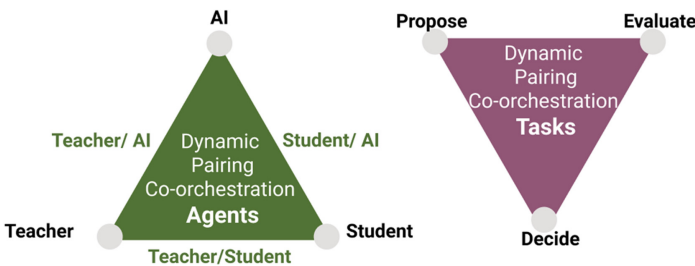 AI
Teacher/ AI
Student/ AI
Dynamic
Pairing
Co-orchestration
Agents
Teacher
Student
Teacher/Student
Propose
Evaluate
Dynamic
Pairing
Co-orchestration
Tasks
Decide